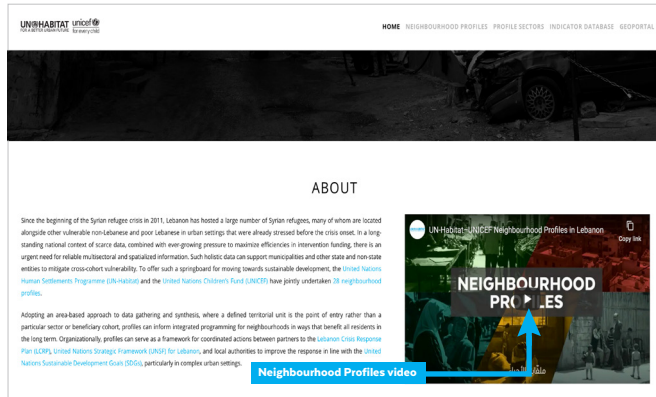 UN HABITAT unicef
FOR A BETTER URBAN FUTURE for every child
HOME NEIGHBOURHOOD PROFILES PROFILE SECTORS INDICATOR DATABASE GEOPORTAL
ABOUT
Since the beginning of the Syrian refugee crisis in 2011, Lebanon has hosted a large number of Syrian refugees, many of whom are located
alongside other vulnerable non-Lebanese and poor Lebanese in urban settings that were already stressed before the crisis onset. In a long-
standing national context of scarce data, combined with ever-growing pressure to maximize efficiencies in intervention funding, there is an
urgent need for reliable multisectoral and spatialized information. Such holistic data can support municipalities and other state and non-state
entities to mitigate cross-cohort vulnerability. To offer such a springboard for moving towards sustainable development, the United Nations
Human Settlements Programme (UN-Habitat) and the United Nations Children's Fund (UNICEF) have jointly undertaken 28 neighbourhood
profiles.
Adopting an area-based approach to data gathering and synthesis, where a defined territorial unit is the point of entry rather than a
particular sector or beneficiary cohort, profiles can inform integrated programming for neighbourhoods in ways that benefit all residents in
the long term. Organizationally, profiles can serve as a framework for coordinated actions between partners to the Lebanon Crisis Response
Plan (LCRP), United Nations Strategic Framework (UNSF) for Lebanon, and local authorities to improve the response in line with the United
Nations Sustainable Development Goals (SDGs), particularly in complex urban settings.
UN-Habitat–UNICEF Neighbourhood Profiles in Lebanon
Copy link
NEIGHBOURHOOD
PROFILES
Neighbourhood Profiles video